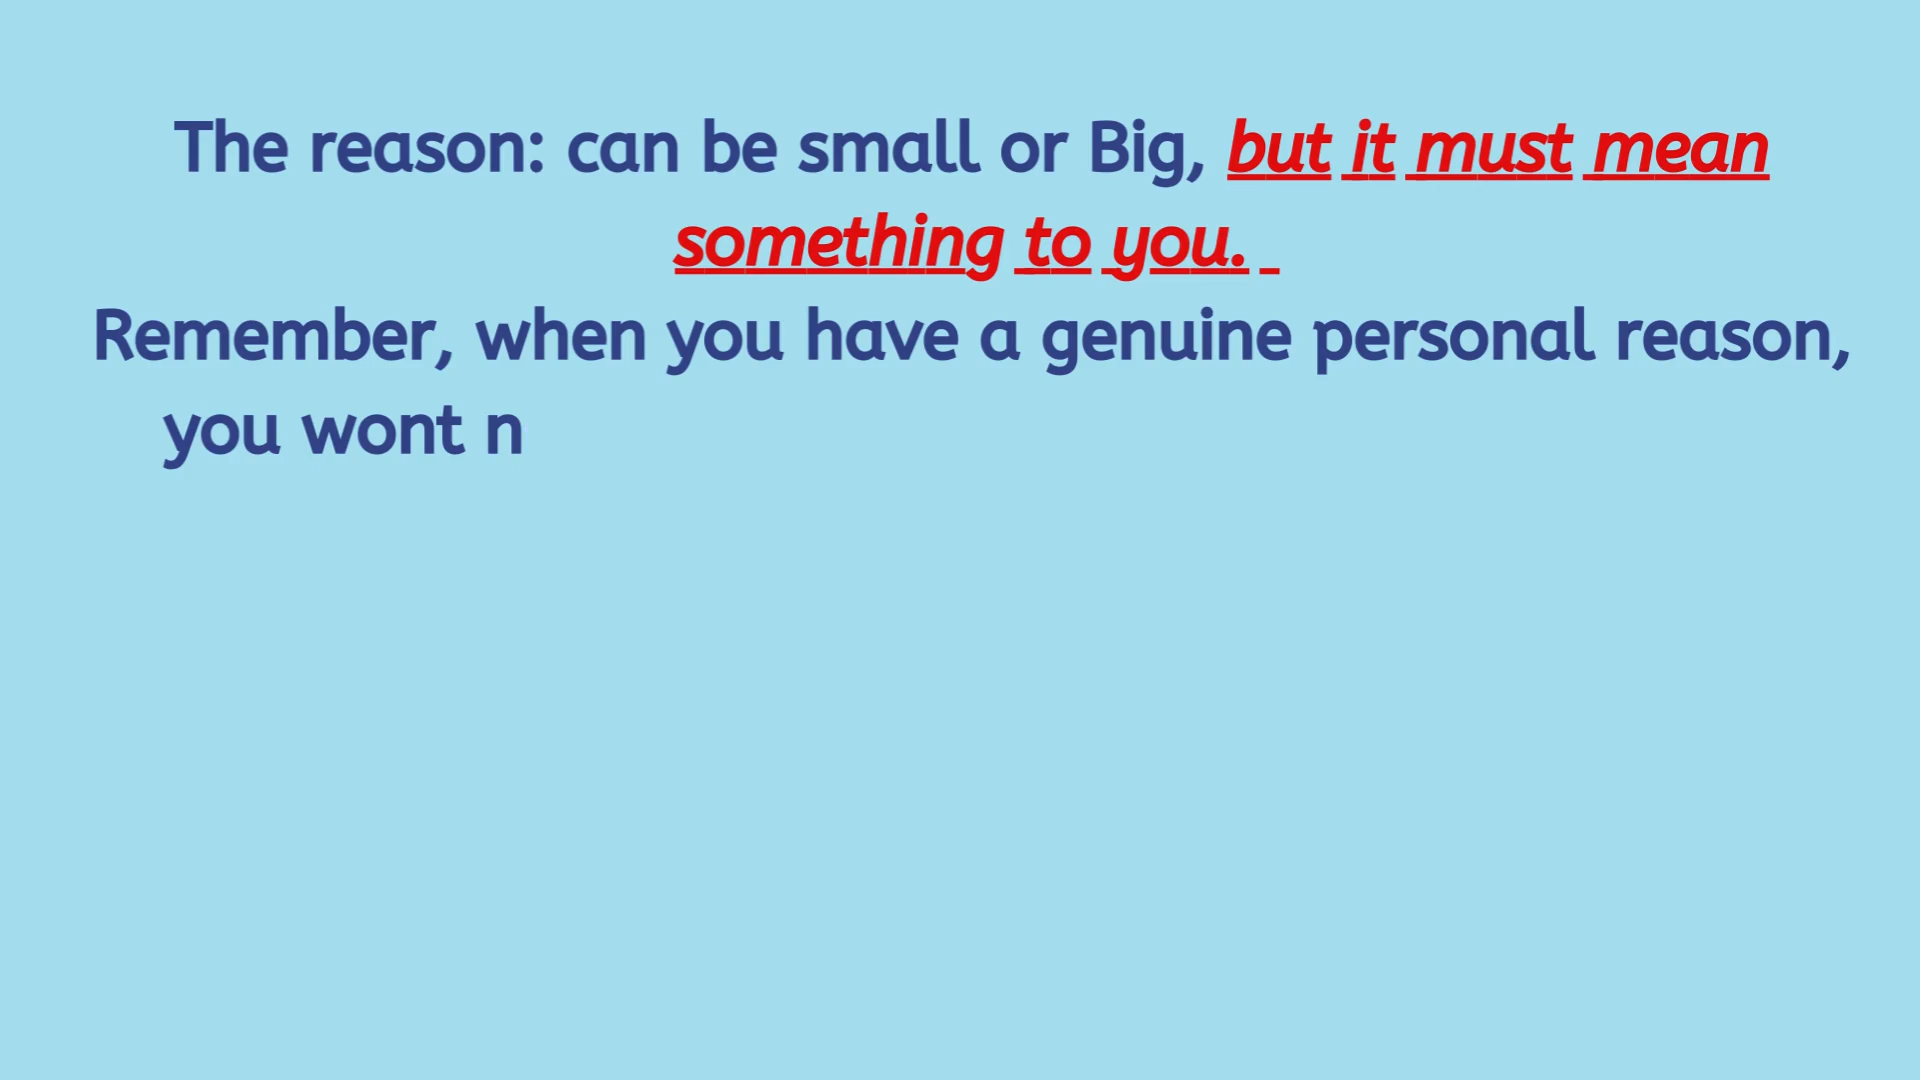 The reason: can be small or Big, but it must mean
something to you.
Remember, when you have a genuine personal reason,
you wont n